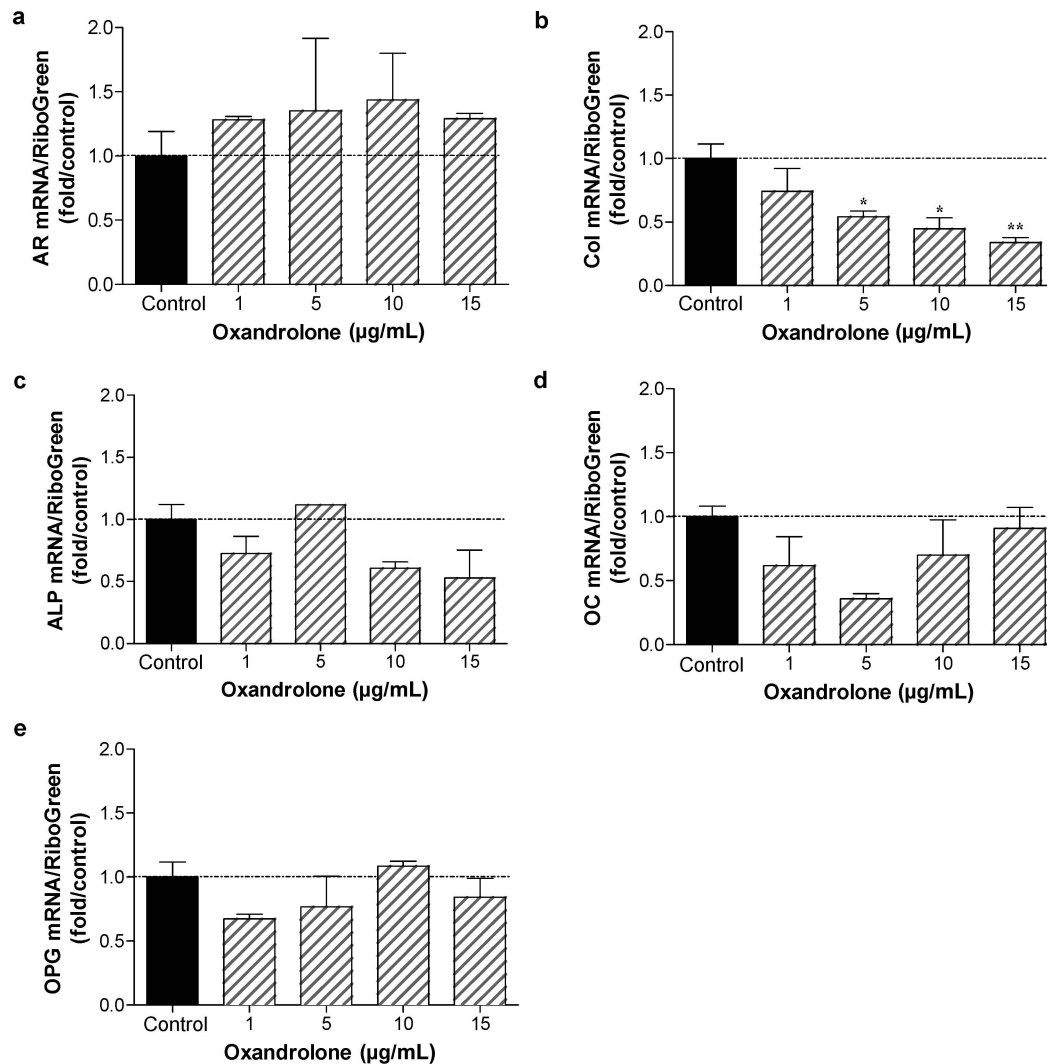 a
AR mRNA/RiboGreen
(fold/control)
2.0
1.5
1.0
0.5
0.0
Control 1 5 10 15
Oxandrolone (µg/mL)
b
Col mRNA/RiboGreen
(fold/control)
2.0
1.5
1.0
0.5
0.0
* * **
Control 1 5 10 15
Oxandrolone (µg/mL)
c
ALP mRNA/RiboGreen
(fold/control)
2.0
1.5
1.0
0.5
0.0
Control 1 5 10 15
Oxandrolone (µg/mL)
d
OC mRNA/RiboGreen
(fold/control)
2.0
1.5
1.0
0.5
0.0
Control 1 5 10 15
Oxandrolone (µg/mL)
e
OPG mRNA/RiboGreen
(fold/control)
2.0
1.5
1.0
0.5
0.0
Control 1 5 10 15
Oxandrolone (µg/mL)